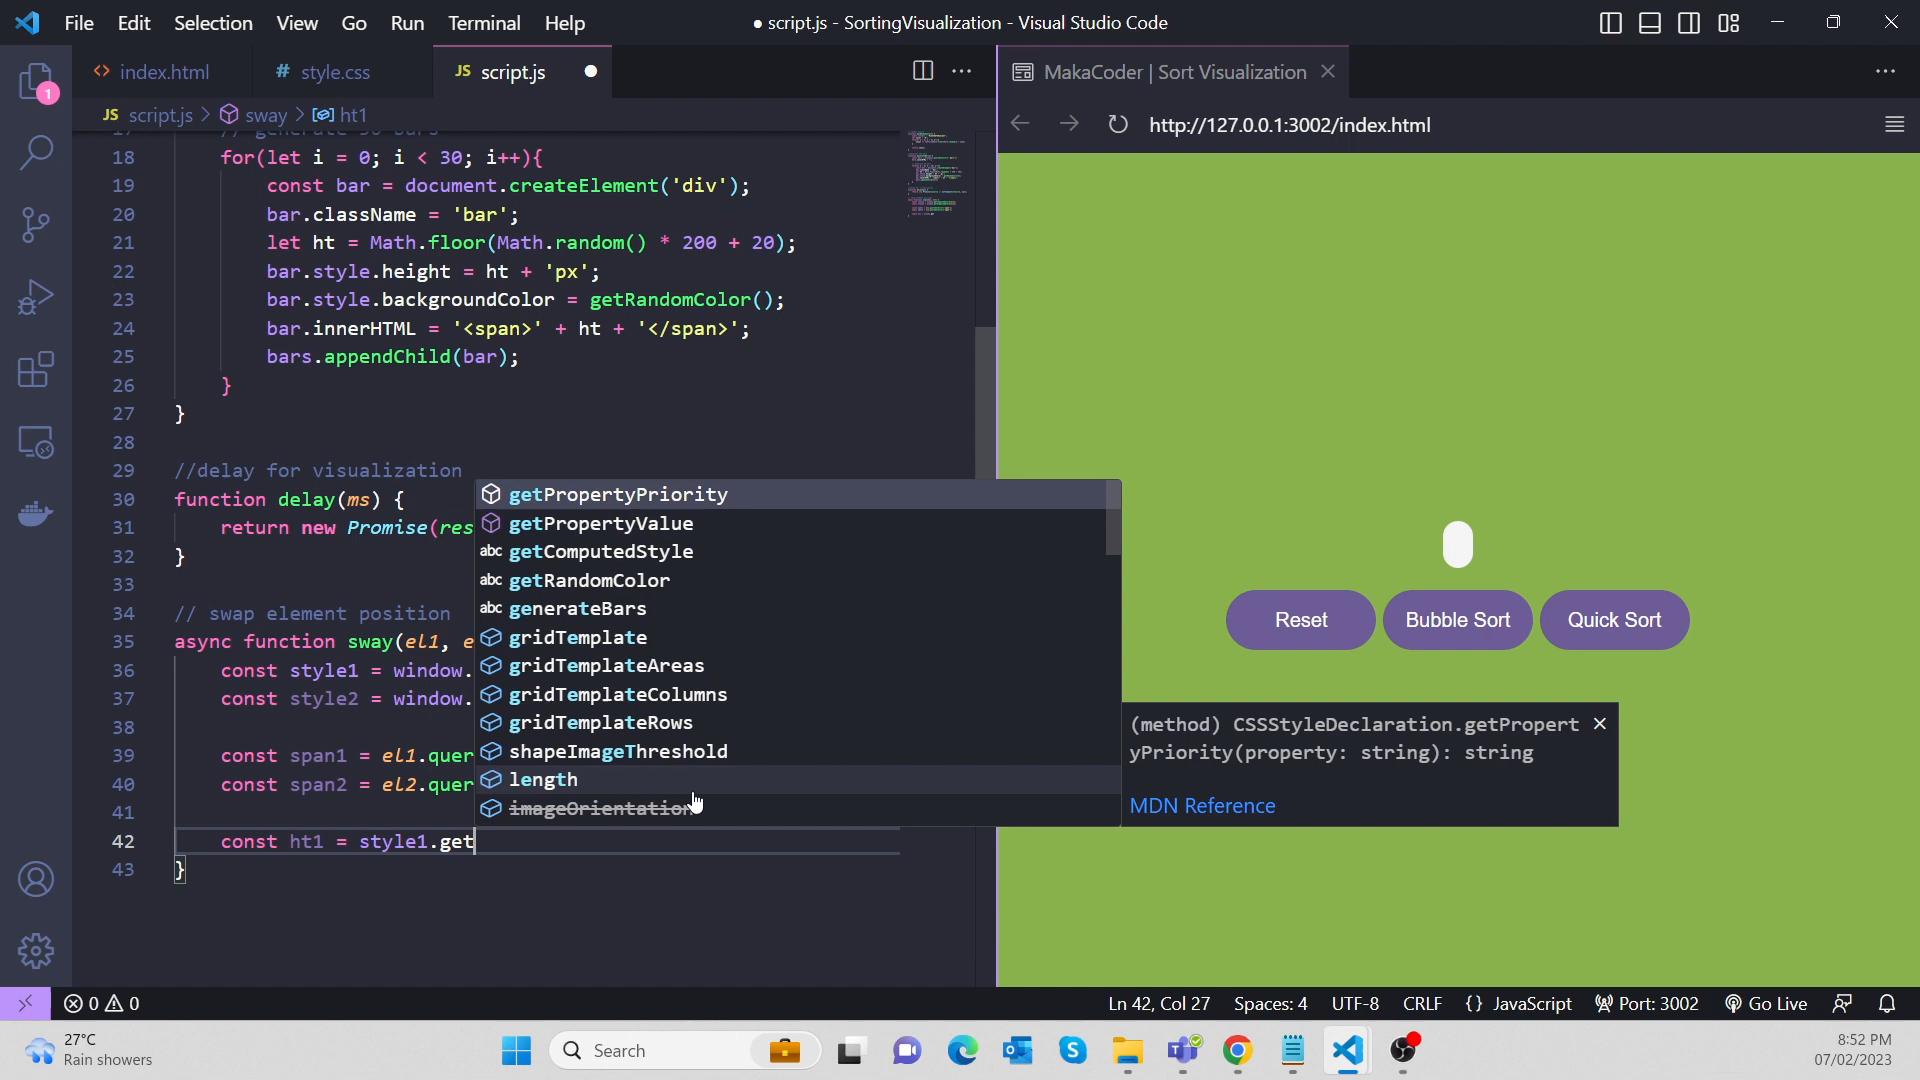 File Edit Selection View Go Run Terminal Help
● script.js - SortingVisualization - Visual Studio Code
index.html
# style.css
JS script.js
MakaCoder | Sort Visualization
JS script.js > sway > ht1
http://127.0.0.1:3002/index.html
1
18 for(let i = 0; i < 30; i++){
19 const bar = document.createElement('div');
20 bar.className = 'bar';
21 let ht = Math.floor(Math.random() * 200 + 20);
22 bar.style.height = ht + 'px';
23 bar.style.backgroundColor = getRandomColor();
24 bar.innerHTML = '<span>' + ht + '</span>';
25 bars.appendChild(bar);
26 }
27 }
28
29 //delay for visualization
30 function delay(ms) {
31 return new Promise(res
32 }
33
34 // swap element position
35 async function sway(el1, e
36 const style1 = window.
37 const style2 = window.
38
39 const span1 = el1.quer
40 const span2 = el2.quer
41
42 const ht1 = style1.get
43 }
getPropertyPriority
getPropertyValue
abc getComputedStyle
abc getRandomColor
abc generateBars
gridTemplate
gridTemplateAreas
gridTemplateColumns
gridTemplateRows
shapeImageThreshold
length
imageOrientation
(method) CSSStyleDeclaration.getPropert
yPriority(property: string): string
MDN Reference
Reset
Bubble Sort
Quick Sort
0 0
Ln 42, Col 27 Spaces: 4 UTF-8 CRLF {} JavaScript Port: 3002 Go Live
27°C
Rain showers
Search
8:52 PM
07/02/2023